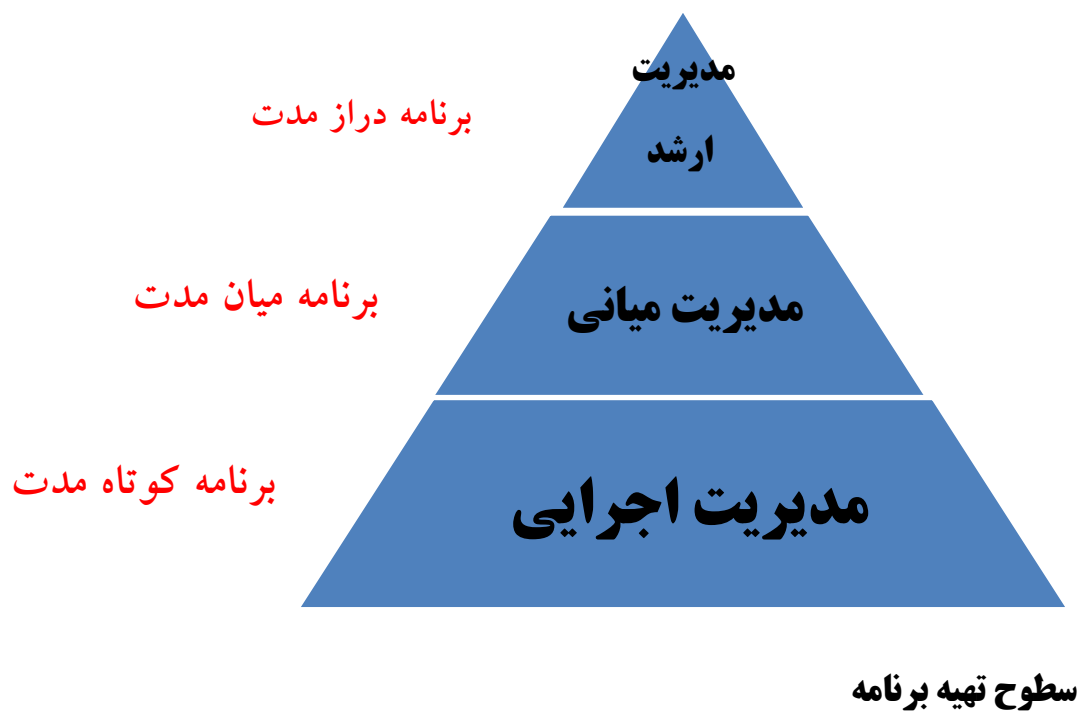 مدیریت
ارشد
برنامه دراز مدت
مدیریت میانی
برنامه میان مدت
مدیریت اجرایی
برنامه کوتاه مدت
سطوح تهیه برنامه